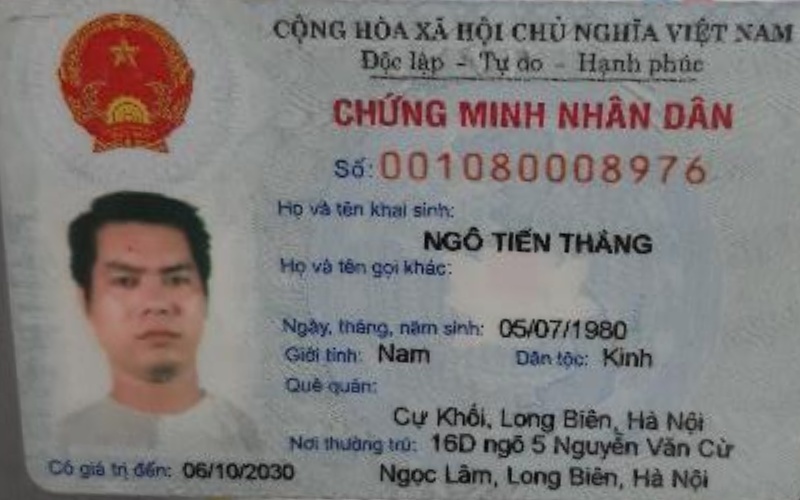 CỘNG HÒA XÃ HỘI CHỦ NGHĨA VIỆT NAM
Độc lập - Tự do - Hạnh phúc
CHỨNG MINH NHÂN DÂN
Số: 001080008976
Họ và tên khai sinh:
NGÔ TIẾN THẮNG
Họ và tên gọi khác:
Ngày, tháng, năm sinh: 05/07/1980
Giới tính: Nam Dân tộc: Kinh
Quê quán:
Cự Khối, Long Biên, Hà Nội
Nơi thường trú: 16D ngõ 5 Nguyễn Văn Cừ
Ngọc Lâm, Long Biên, Hà Nội
Có giá trị đến: 06/10/2030